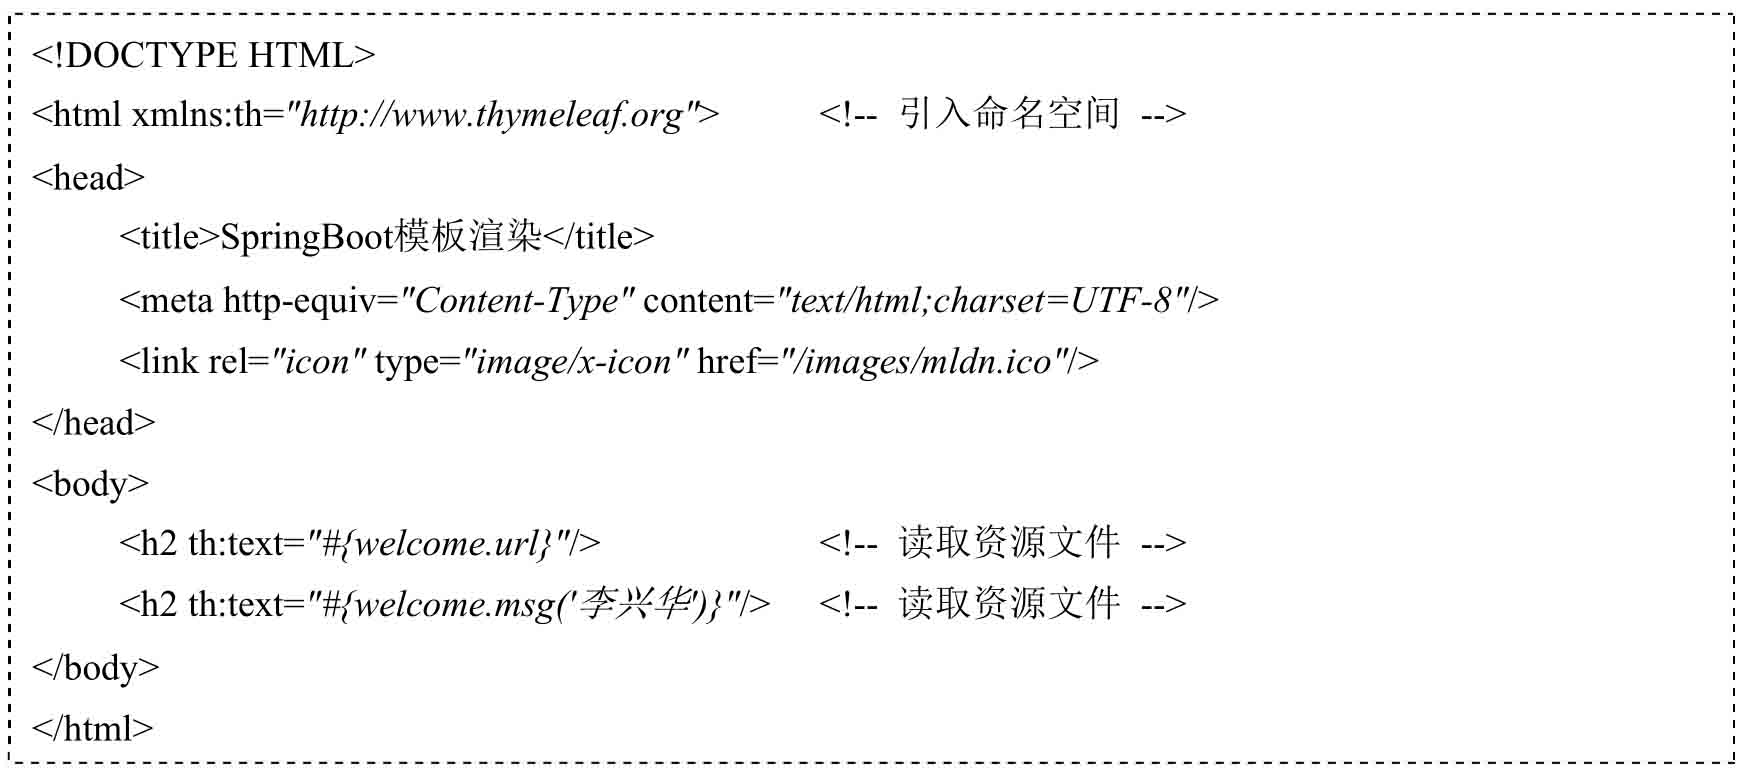 <!DOCTYPE HTML>
<html xmlns:th="http://www.thymeleaf.org"> <!-- 引入命名空间 -->
<head>
<title>SpringBoot模板渲染</title>
<meta http-equiv="Content-Type" content="text/html;charset=UTF-8"/>
<link rel="icon" type="image/x-icon" href="/images/mldn.ico"/>
</head>
<body>
<h2 th:text="#{welcome.url}"/> <!-- 读取资源文件 -->
<h2 th:text="#{welcome.msg('李兴华')}"/> <!-- 读取资源文件 -->
</body>
</html>